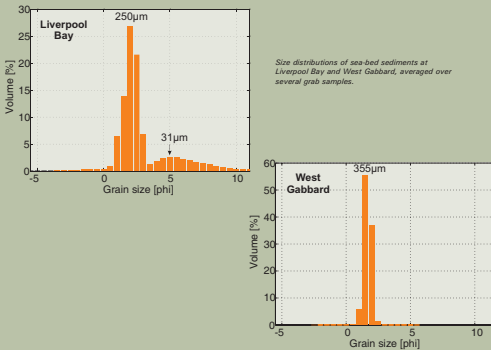 30
25
20
15
10
5
0
Volume [%]
Liverpool
Bay
250µm
31µm
-5
0
5
10
Grain size [phi]
Size distributions of sea-bed sediments at
Liverpool Bay and West Gabbard, averaged over
several grab samples.
60
50
40
30
20
10
0
Volume [%]
West
Gabbard
355µm
-5
0
5
10
Grain size [phi]